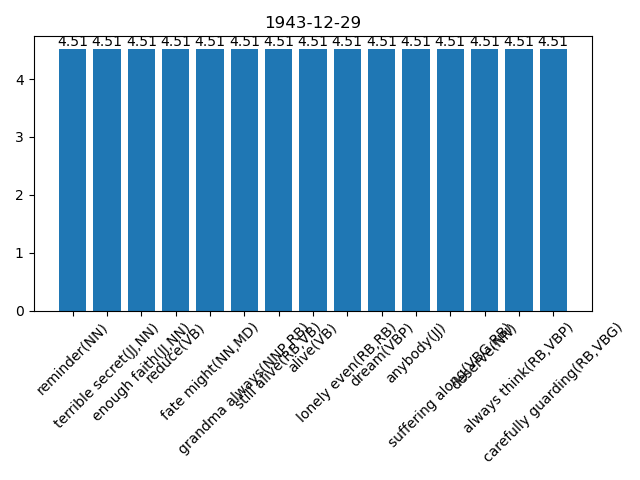 1943-12-29
4.51 4.51 4.51 4.51 4.51 4.51 4.51 4.51 4.51 4.51 4.51 4.51 4.51 4.51 4.51
4
3
2
1
0
reminder(NN)
terrible secret(JJ,NN)
enough faith(JJ,NN)
reduce(VB)
fate might(NN,MD)
grandma always(NNP,RB)
still alive(RB,VB)
alive(VB)
lonely even(RB,RB)
dream(VBP)
anybody(JJ)
suffering along(VBG,RB)
deserve(NN)
always think(RB,VBP)
carefully guarding(RB,VBG)